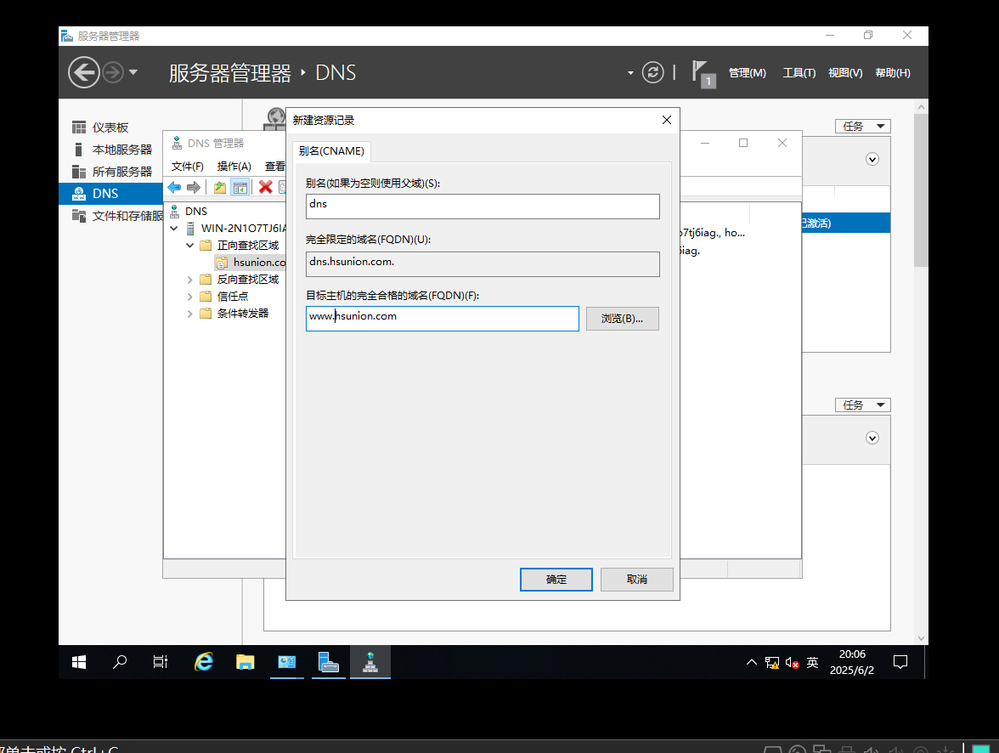 服务器管理器
服务器管理器 · DNS
1
管理(M) 工具(T) 视图(V) 帮助(H)
仪表板
本地服务器
所有服务器
DNS
文件和存储服
任务
已激活)
任务
DNS 管理器
文件(F) 操作(A) 查看
DNS
WIN-2N1O7TJ6IA
正向查找区域
hsunion.co
反向查找区域
信任点
条件转发器
o7tj6iag., ho...
6iag.
新建资源记录
别名(CNAME)
别名(如果为空则使用父域)(S):
dns
完全限定的域名(FQDN)(U):
dns.hsunion.com.
目标主机的完全合格的域名(FQDN)(F):
www.hsunion.com
浏览(B)...
确定 取消
英
20:06
2025/6/2
单击或按 Ctrl+G